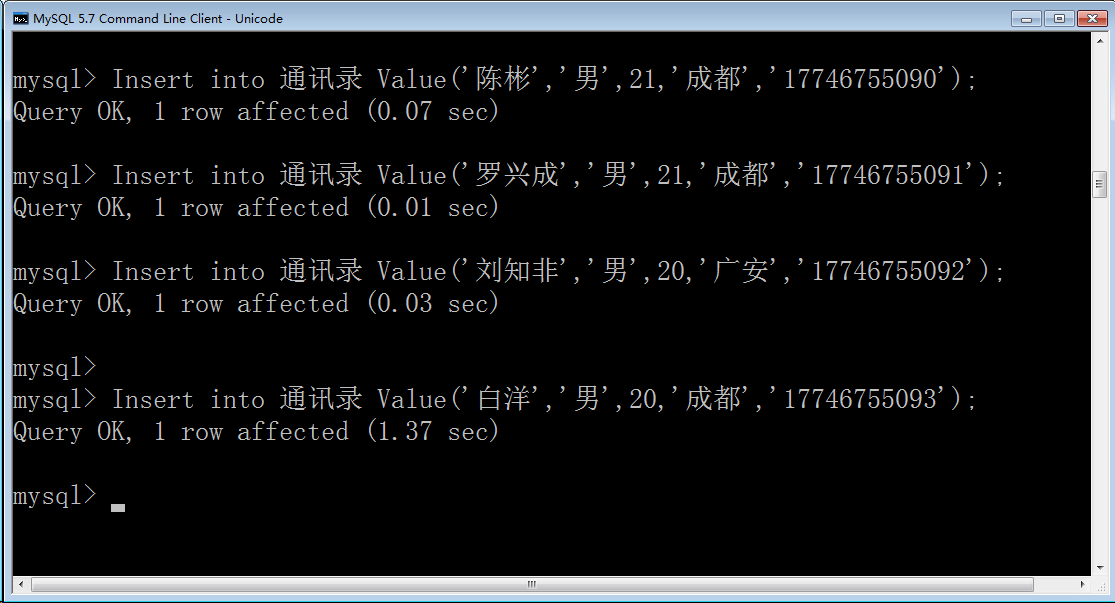 MySQL 5.7 Command Line Client - Unicode
mysql> Insert into 通讯录 Value('陈彬','男',21,'成都','17746755090');
Query OK, 1 row affected (0.07 sec)
mysql> Insert into 通讯录 Value('罗兴成','男',21,'成都','17746755091');
Query OK, 1 row affected (0.01 sec)
mysql> Insert into 通讯录 Value('刘知非','男',20,'广安','17746755092');
Query OK, 1 row affected (0.03 sec)
mysql>
mysql> Insert into 通讯录 Value('白洋','男',20,'成都','17746755093');
Query OK, 1 row affected (1.37 sec)
mysql>